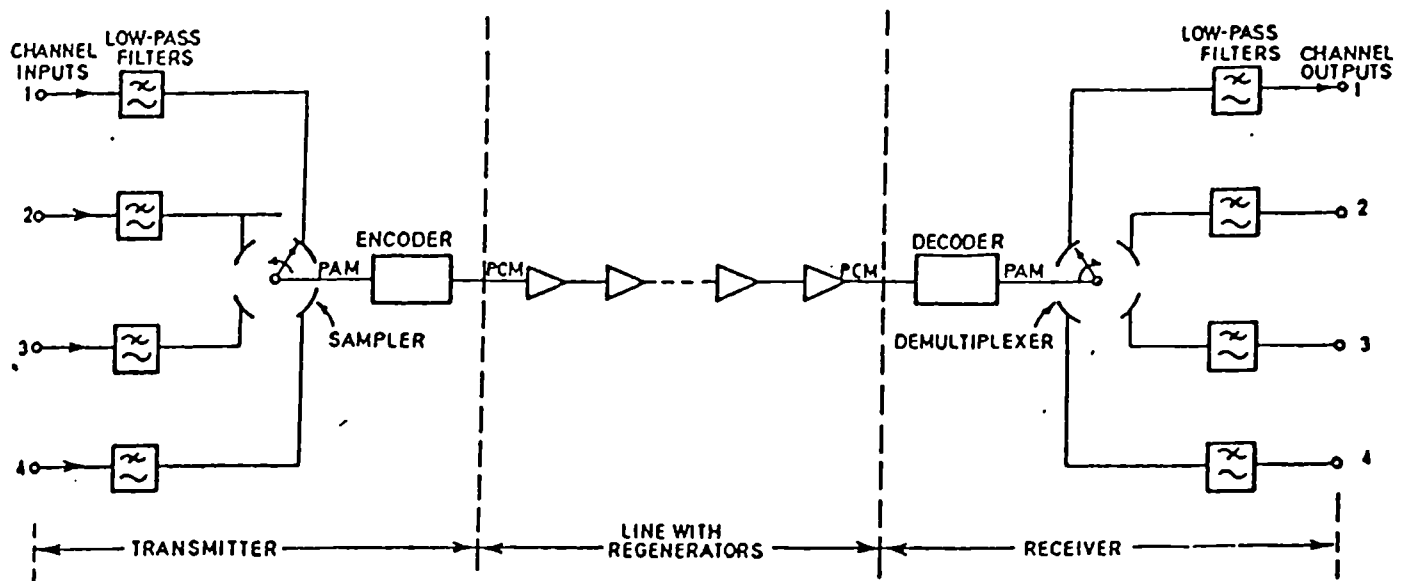 CHANNEL
INPUTS
LOW-PASS
FILTERS
1
2
3
4
SAMPLER
PAM
ENCODER
PCM
PCM
DECODER
PAM
DEMULTIPLEXER
LOW-PASS
FILTERS
CHANNEL
OUTPUTS
1
2
3
4
TRANSMITTER
LINE WITH
REGENERATORS
RECEIVER